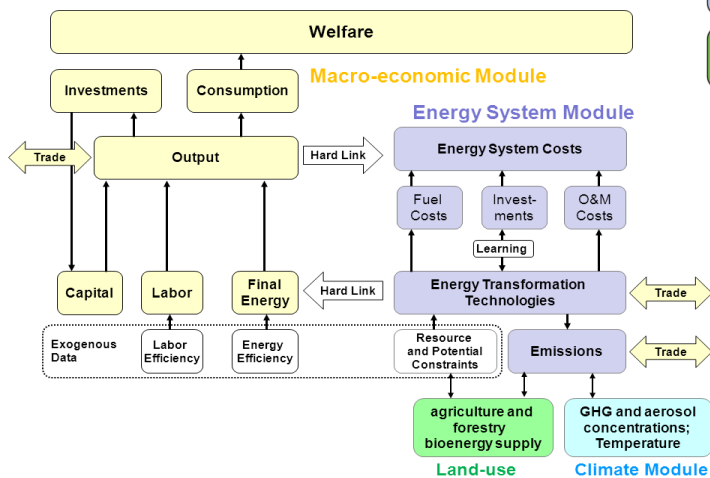 Welfare
Macro-economic Module
Investments
Consumption
Energy System Module
Trade
Output
Hard Link
Energy System Costs
Fuel
Costs
Invest-
ments
O&M
Costs
Learning
Capital
Labor
Final
Energy
Hard Link
Energy Transformation
Technologies
Trade
Exogenous
Data
Labor
Efficiency
Energy
Efficiency
Resource
and Potential
Constraints
Emissions
Trade
agriculture and
forestry
bioenergy supply
GHG and aerosol
concentrations;
Temperature
Land-use
Climate Module